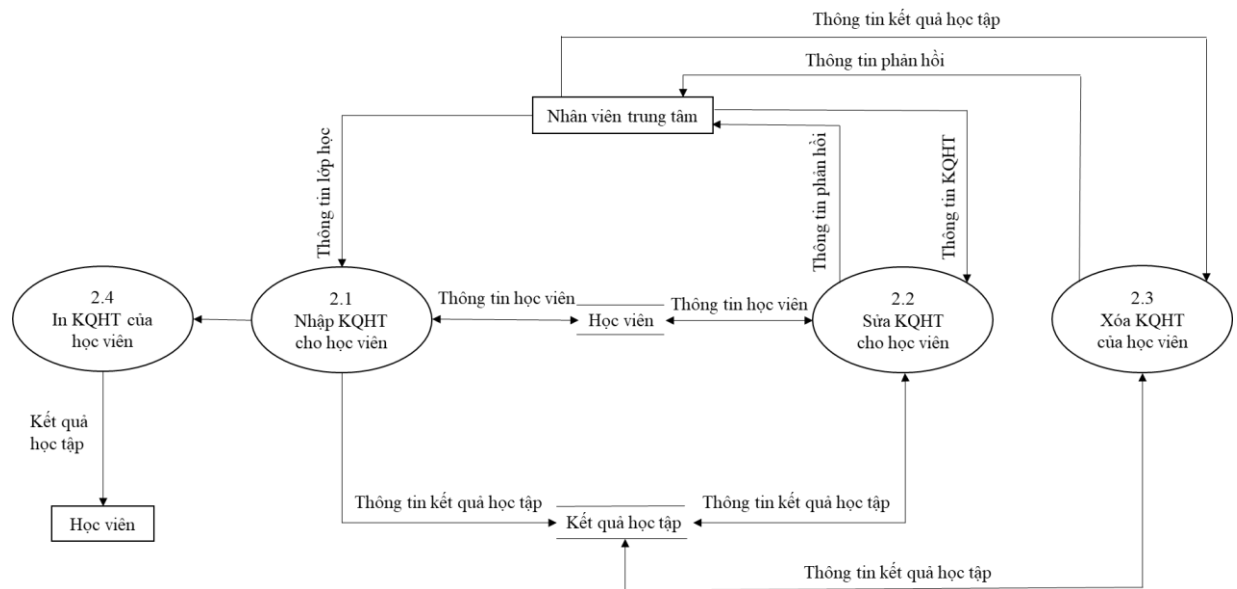 Thông tin kết quả học tập
Thông tin phản hồi
Nhân viên trung tâm
Thông tin lớp học
Thông tin phản hồi
Thông tin KQHT
2.4
In KQHT của
học viên
2.1
Nhập KQHT
cho học viên
Thông tin học viên
Học viên
Thông tin học viên
2.2
Sửa KQHT
cho học viên
2.3
Xóa KQHT
của học viên
Kết quả
học tập
Học viên
Thông tin kết quả học tập
Kết quả học tập
Thông tin kết quả học tập
Thông tin kết quả học tập